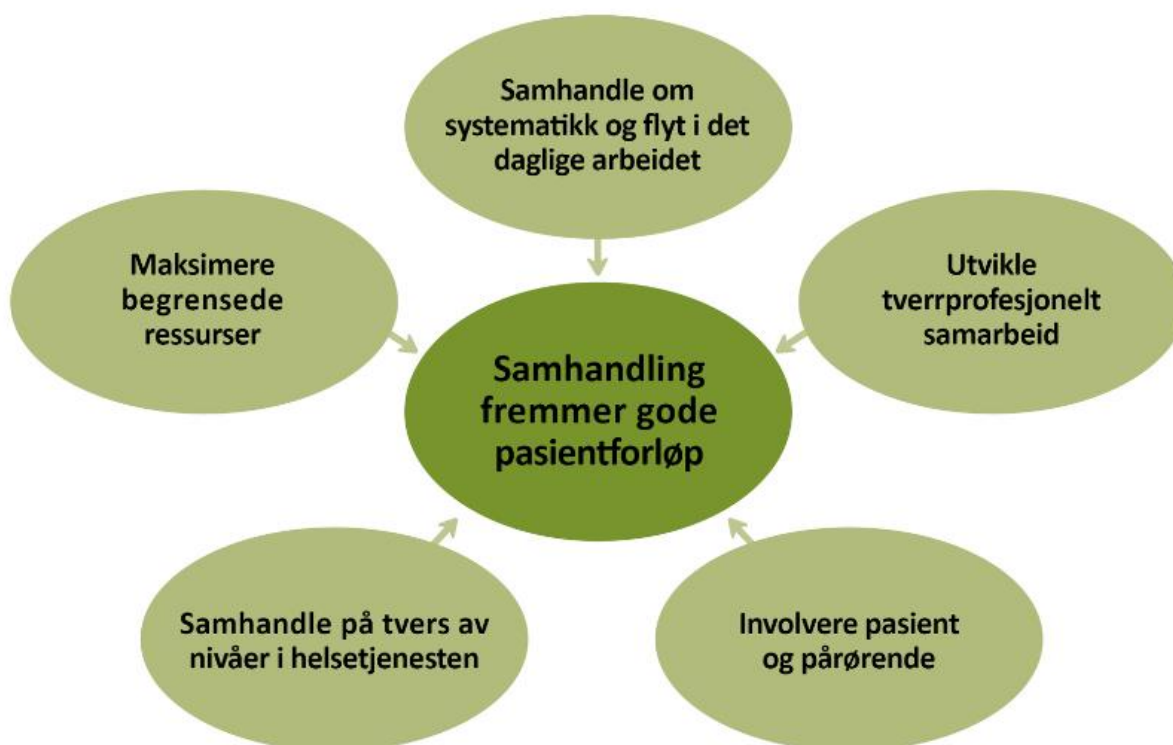 Samhandle om
systematikk og flyt i det
daglige arbeidet
Maksimere
begrensede
ressurser
Utvikle
tverrprofesjonelt
samarbeid
Samhandling
fremmer gode
pasientforløp
Samhandle på tvers av
nivåer i helsetjenesten
Involvere pasient
og pårørende